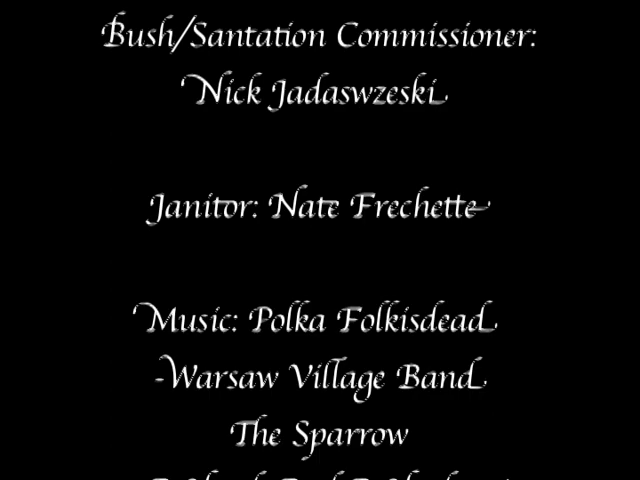 Bush/Santation Commissioner:
Nick Jadaswzeski
Janitor: Nate Frechette
Music: Polka Folkisdead
-Warsaw Village Band
The Sparrow